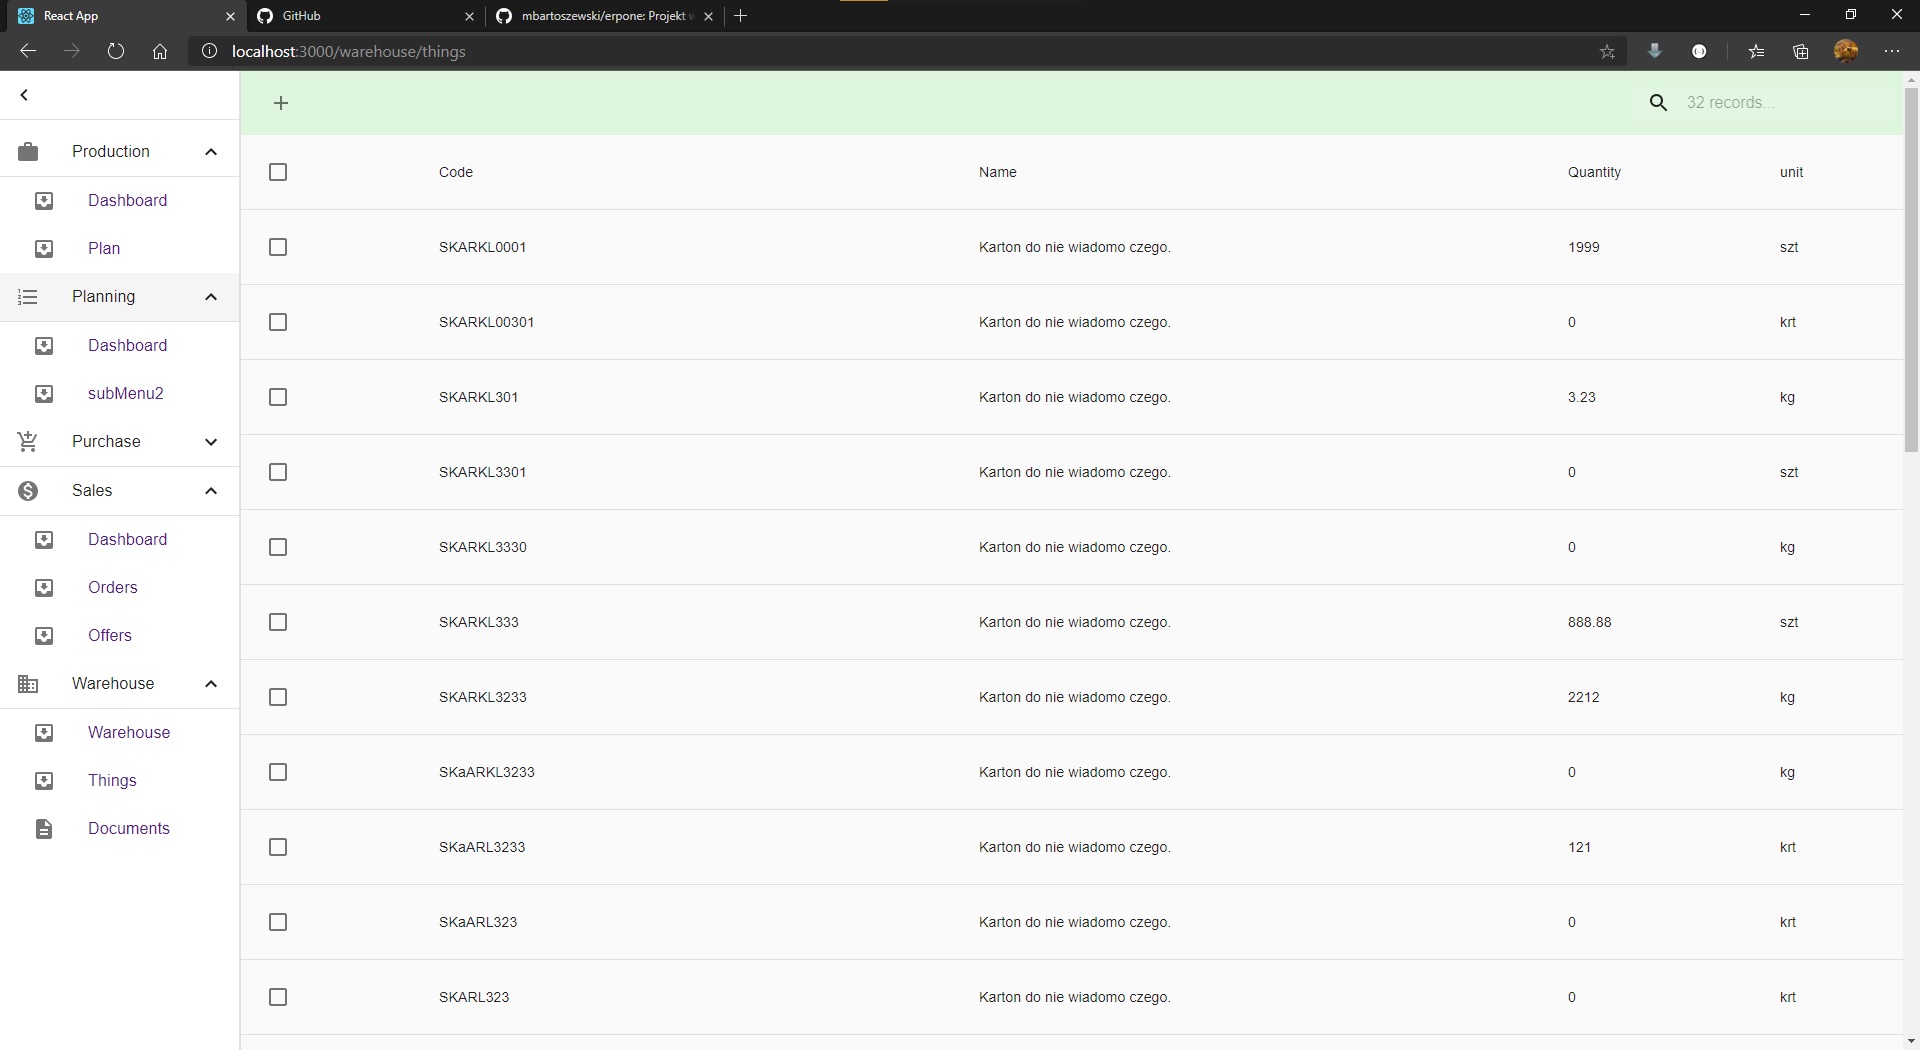 React App
GitHub
mbartoszewski/erpone: Projekt w
localhost:3000/warehouse/things
32 records...
Production
Dashboard
Plan
Planning
Dashboard
subMenu2
Purchase
Sales
Dashboard
Orders
Offers
Warehouse
Warehouse
Things
Documents
Code Name Quantity unit
SKARKL0001 Karton do nie wiadomo czego. 1999 szt
SKARKL00301 Karton do nie wiadomo czego. 0 krt
SKARKL301 Karton do nie wiadomo czego. 3.23 kg
SKARKL3301 Karton do nie wiadomo czego. 0 szt
SKARKL3330 Karton do nie wiadomo czego. 0 kg
SKARKL333 Karton do nie wiadomo czego. 888.88 szt
SKARKL3233 Karton do nie wiadomo czego. 2212 kg
SKaARKL3233 Karton do nie wiadomo czego. 0 kg
SKaARL3233 Karton do nie wiadomo czego. 121 krt
SKaARL323 Karton do nie wiadomo czego. 0 krt
SKARL323 Karton do nie wiadomo czego. 0 krt